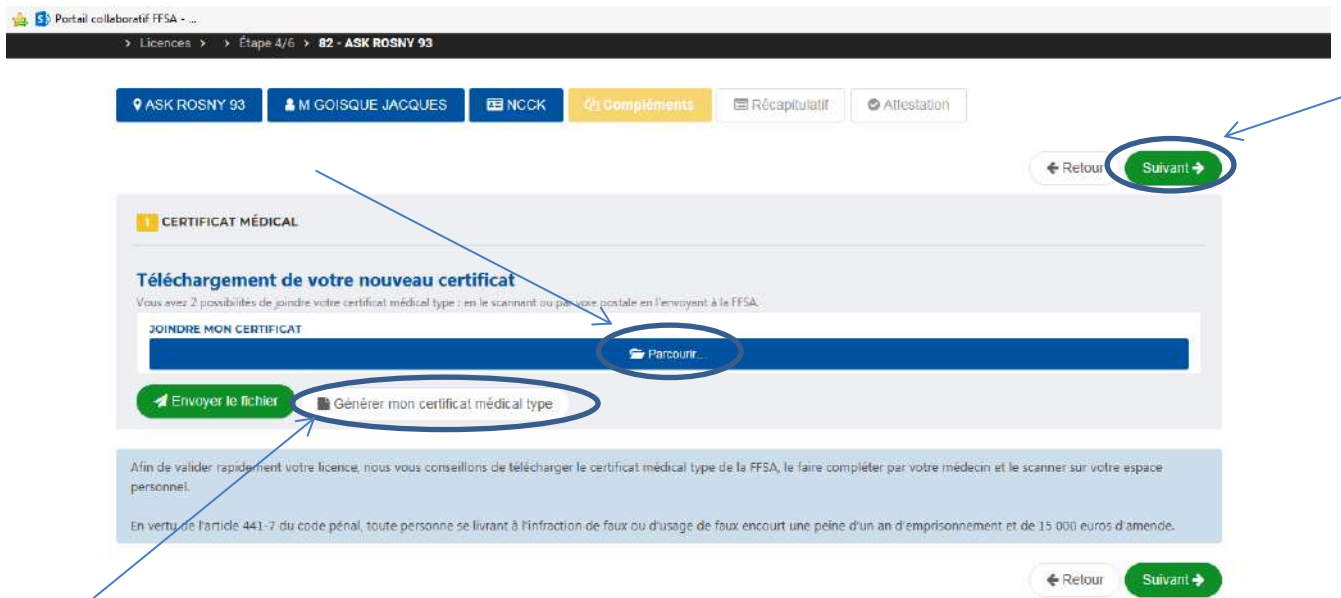 Portail collaboratif FFSA - ...
> Licences > > Étape 4/6 > 82 - ASK ROSNY 93
ASK ROSNY 93 M GOISQUE JACQUES NCCK Compléments Récapitulatif Attestation
Retour Suivant
1 CERTIFICAT MÉDICAL
Téléchargement de votre nouveau certificat
Vous avez 2 possibilités de joindre votre certificat médical type : en le scannant ou par voie postale en l'envoyant à la FFSA.
JOINDRE MON CERTIFICAT
Parcourir...
Envoyer le fichier Générer mon certificat médical type
Afin de valider rapidement votre licence, nous vous conseillons de télécharger le certificat médical type de la FFSA, le faire compléter par votre médecin et le scanner sur votre espace
personnel.
En vertu de l'article 441-7 du code pénal, toute personne se livrant à l'infraction de faux ou d'usage de faux encourt une peine d'un an d'emprisonnement et de 15 000 euros d'amende.
Retour Suivant